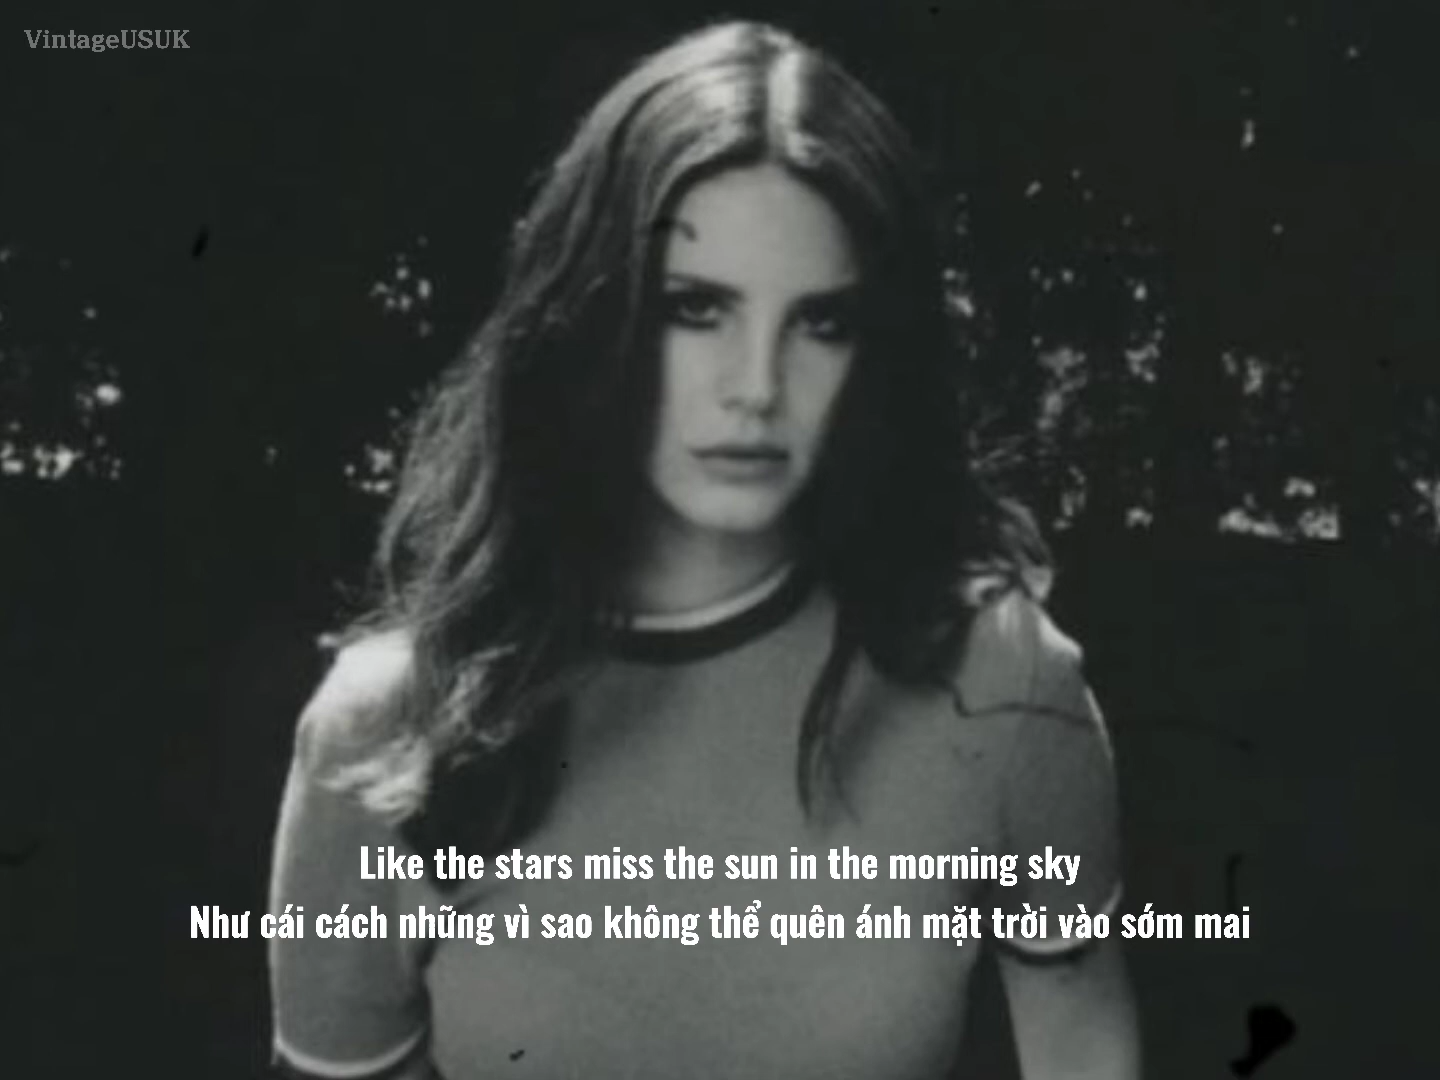 VintageUSUK
Like the stars miss the sun in the morning sky
Như cái cách những vì sao không thể quên ánh mặt trời vào sớm mai